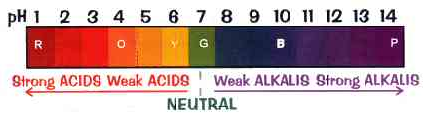 pH 1 2 3 4 5 6 7 8 9 10 11 12 13 14
R O Y G B P
Strong ACIDS Weak ACIDS Weak ALKALIS Strong ALKALIS
NEUTRAL